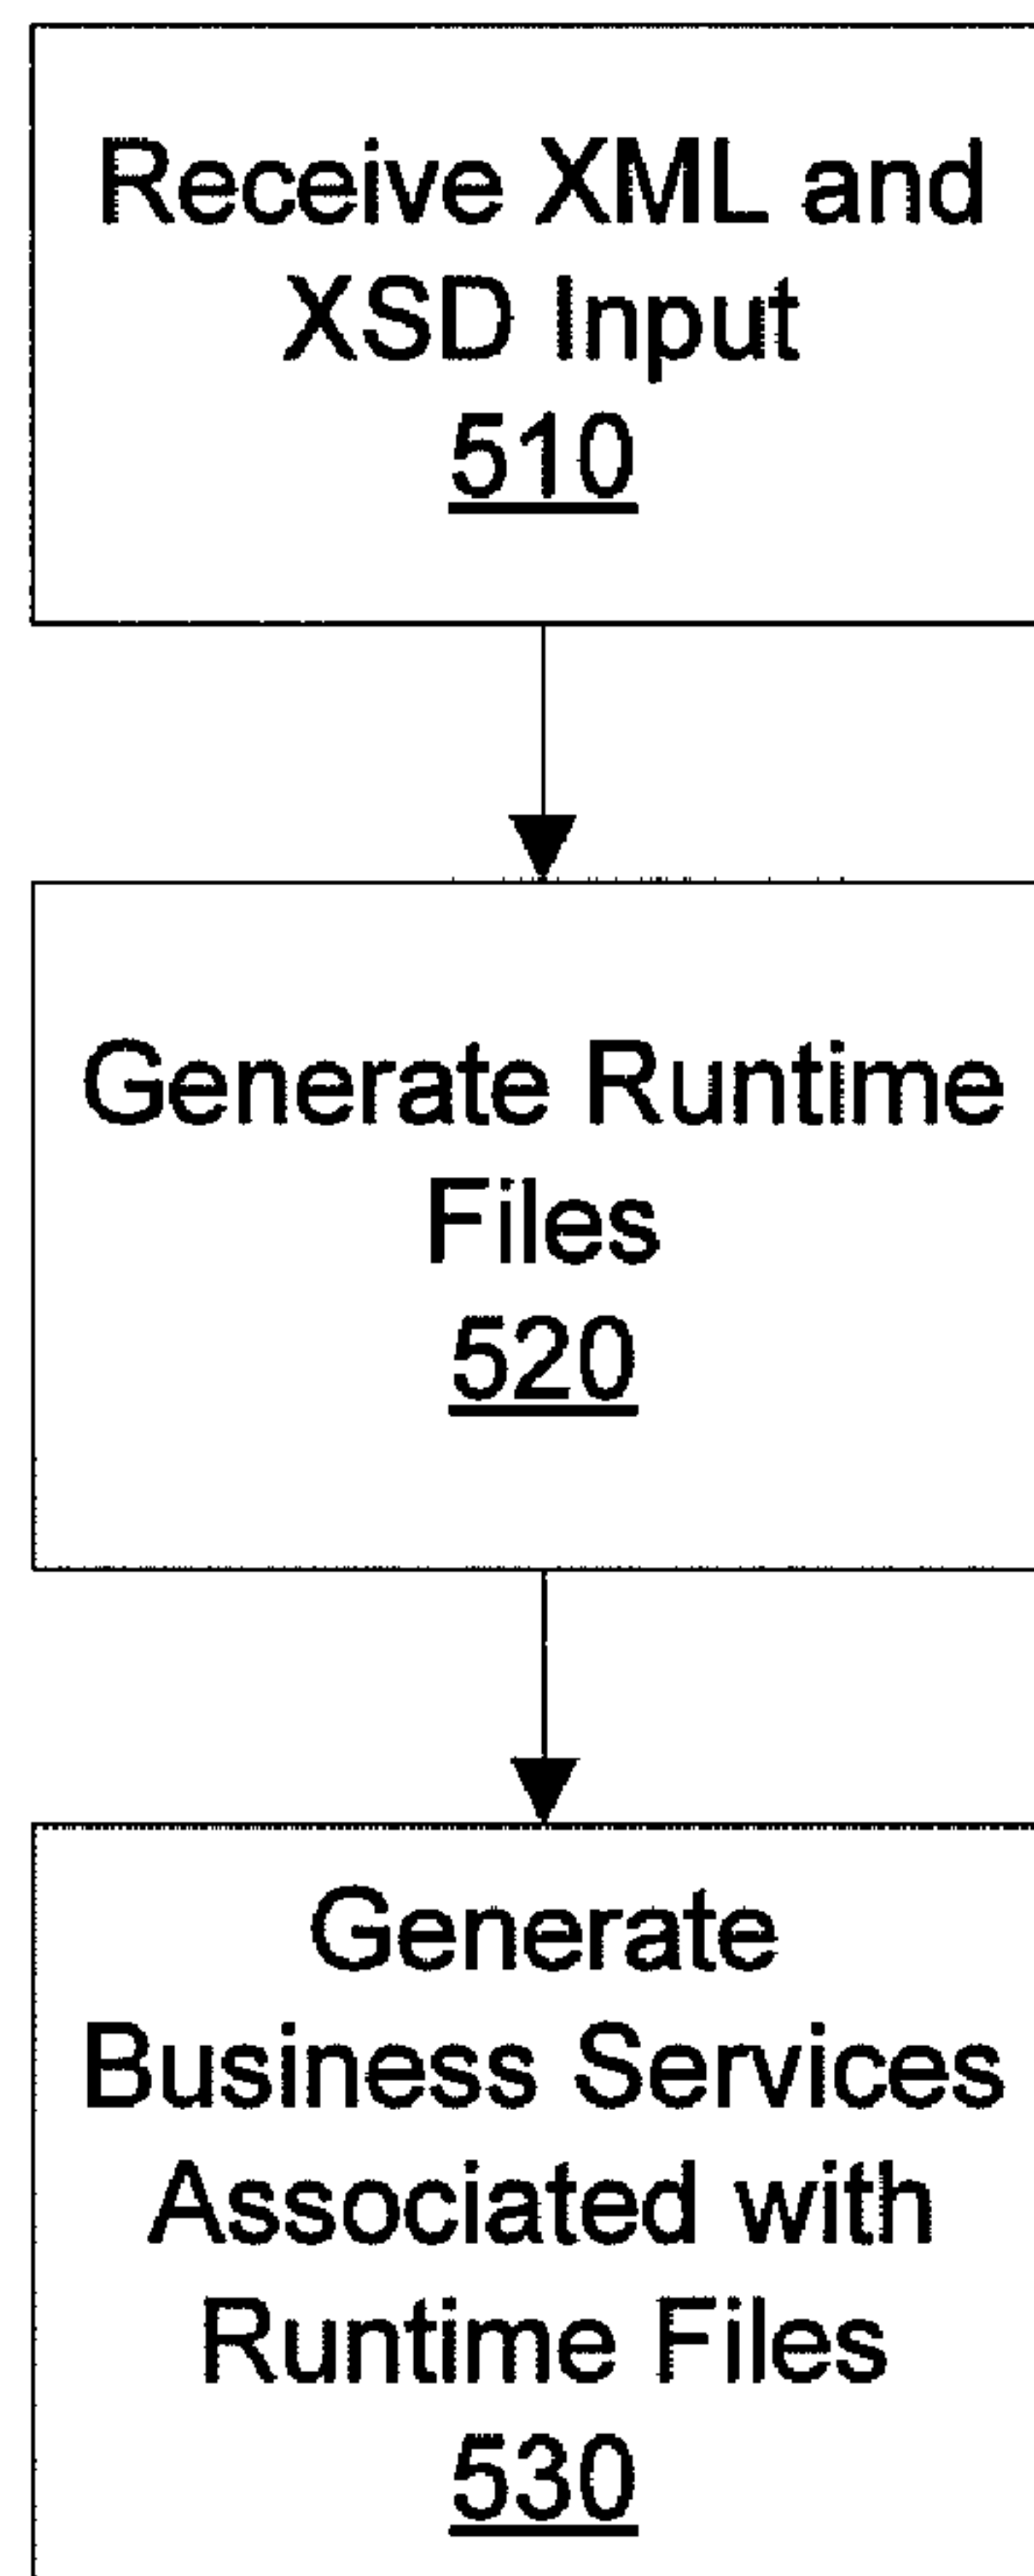 Receive XML and
XSD Input
510
Generate Runtime
Files
520
Generate
Business Services
Associated with
Runtime Files
530